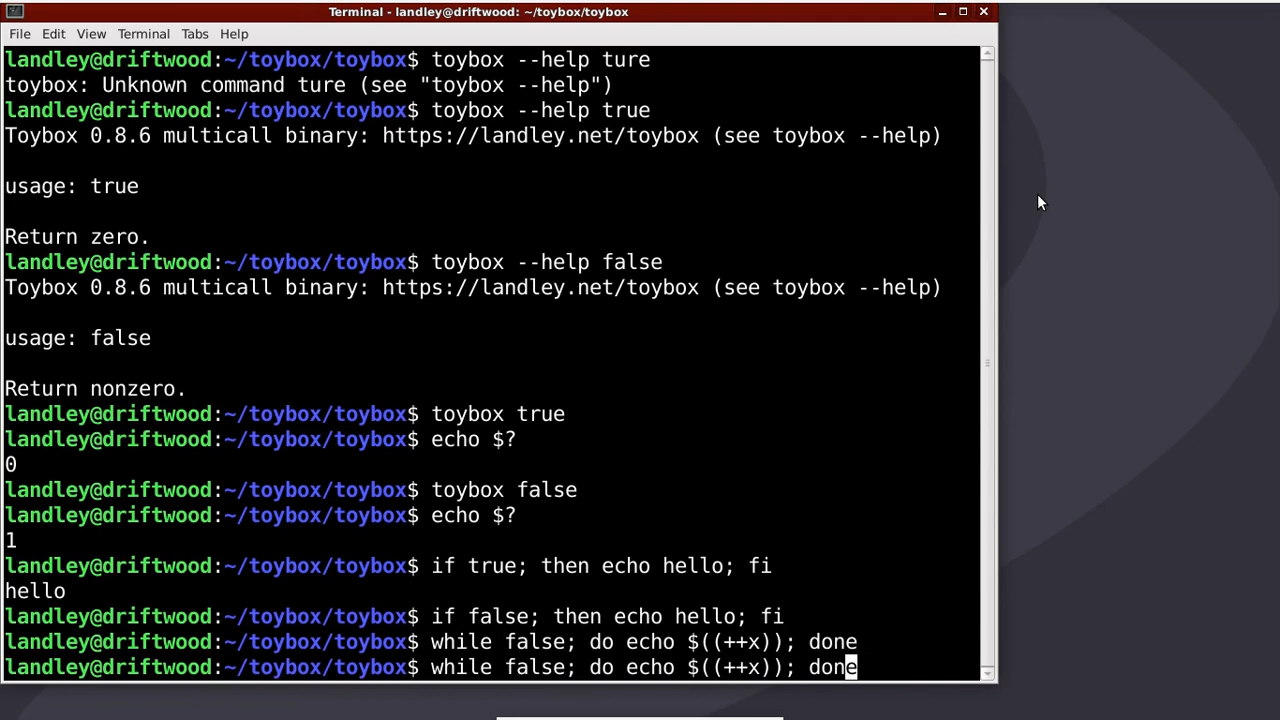 Terminal - landley@driftwood: ~/toybox/toybox
File Edit View Terminal Tabs Help
landley@driftwood:~/toybox/toybox$ toybox --help ture
toybox: Unknown command ture (see "toybox --help")
landley@driftwood:~/toybox/toybox$ toybox --help true
Toybox 0.8.6 multicall binary: https://landley.net/toybox (see toybox --help)
usage: true
Return zero.
landley@driftwood:~/toybox/toybox$ toybox --help false
Toybox 0.8.6 multicall binary: https://landley.net/toybox (see toybox --help)
usage: false
Return nonzero.
landley@driftwood:~/toybox/toybox$ toybox true
landley@driftwood:~/toybox/toybox$ echo $?
0
landley@driftwood:~/toybox/toybox$ toybox false
landley@driftwood:~/toybox/toybox$ echo $?
1
landley@driftwood:~/toybox/toybox$ if true; then echo hello; fi
hello
landley@driftwood:~/toybox/toybox$ if false; then echo hello; fi
landley@driftwood:~/toybox/toybox$ while false; do echo $((++x)); done
landley@driftwood:~/toybox/toybox$ while false; do echo $((++x)); done